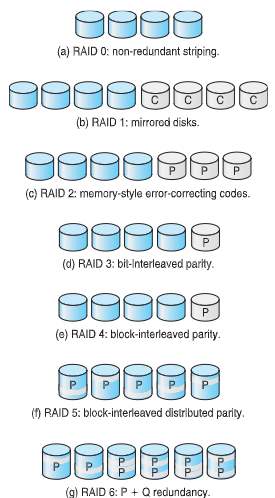 (a) RAID 0: non-redundant striping.
C C C C
(b) RAID 1: mirrored disks.
P P P
(c) RAID 2: memory-style error-correcting codes.
P
(d) RAID 3: bit-interleaved parity.
P
(e) RAID 4: block-interleaved parity.
P P P P P
(f) RAID 5: block-interleaved distributed parity.
P P P P P P
P P P P
(g) RAID 6: P + Q redundancy.